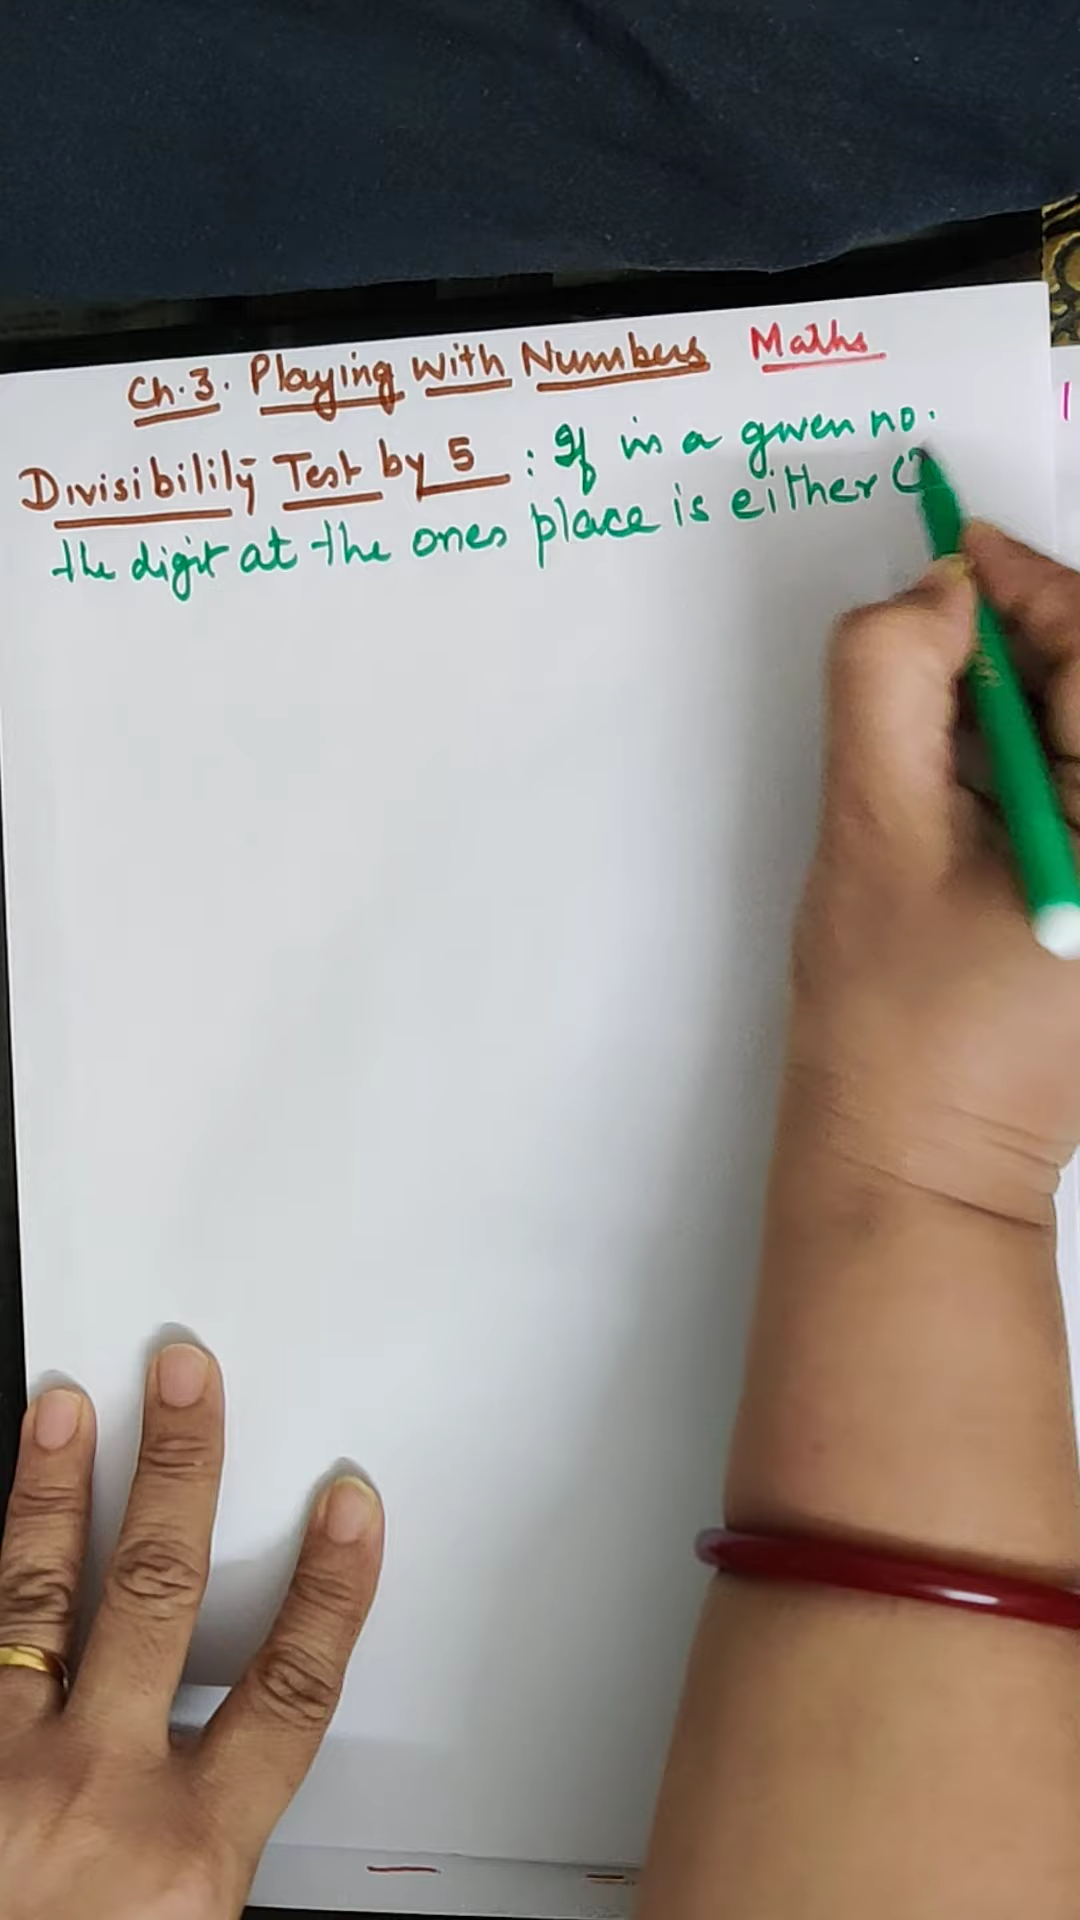 Ch.3. Playing With Numbers Maths
Divisibility Test by 5 : If in a given no.
the digit at the ones place is either